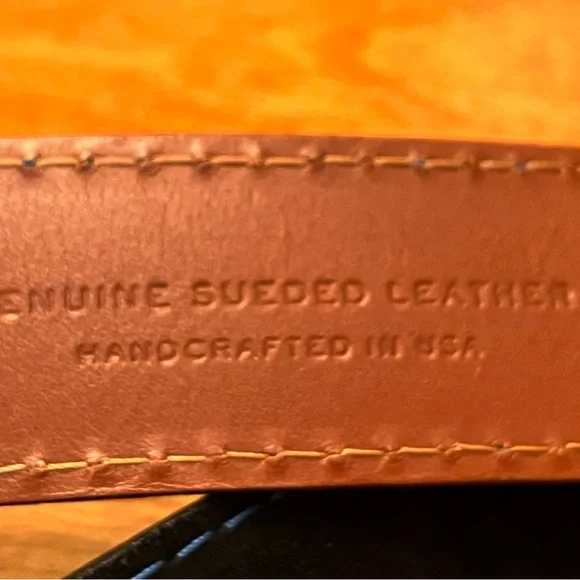 ENUINE SUEDED LEATHER
HANDCRAFTED IN USA